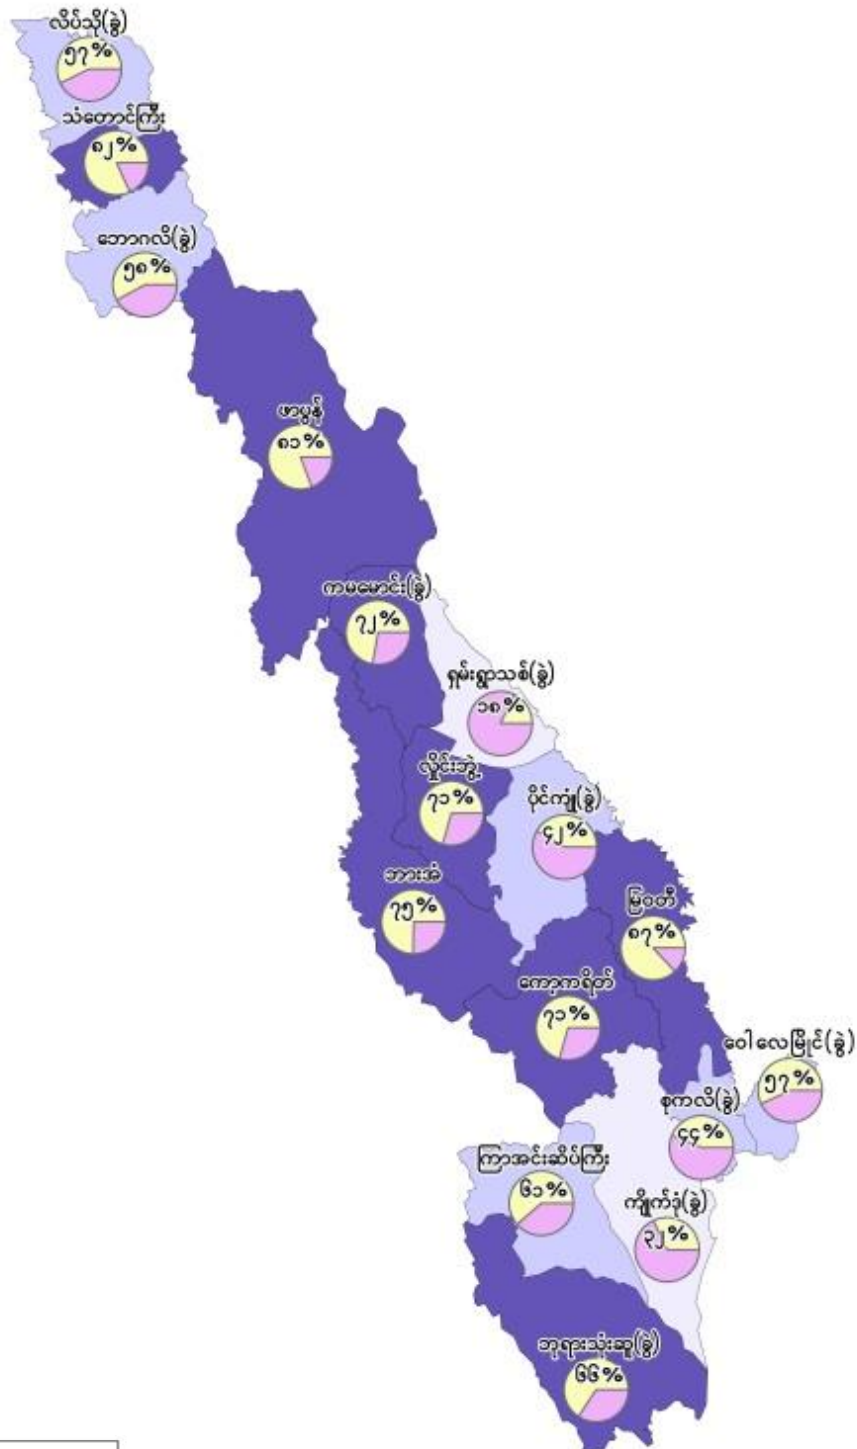 လိပ်သို(ခွဲ)
၅၇%
သံတောင်ကြီး
၈၂%
ဘောဂလိ(ခွဲ)
၅၈%
ဖာပွန်
၈၁%
ကမမောင်း(ခွဲ)
၇၂%
ရှမ်းရွာသစ်(ခွဲ)
၁၈%
လှိုင်းဘွဲ့
၇၁%
ပိုင်ကျုံ(ခွဲ)
၄၂%
ဘားအံ
၇၅%
မြဝတီ
၈၇%
ကော့ကရိတ်
၇၁%
ဝေါ်လေမြိုင်(ခွဲ)
၅၇%
စုကလိ(ခွဲ)
၄၄%
ကြာအင်းဆိပ်ကြီး
၆၁%
ကျိုက်ဒုံ(ခွဲ)
၃၂%
ဘုရားသုံးဆူ(ခွဲ)
၆၆%